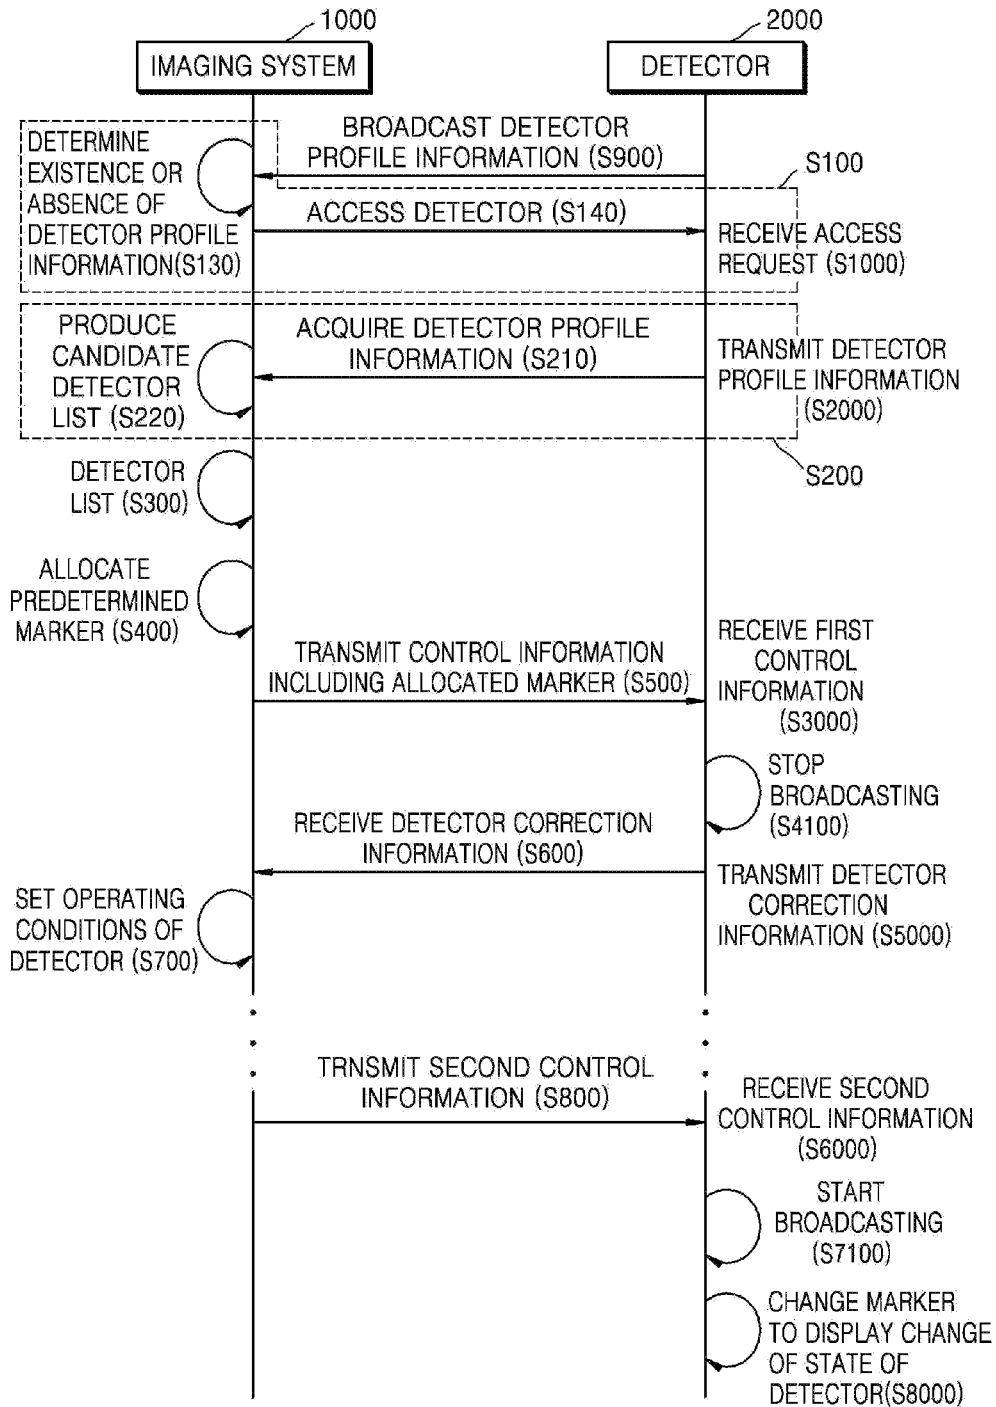 1000
2000
IMAGING SYSTEM
DETECTOR
BROADCAST DETECTOR
PROFILE INFORMATION (S900)
DETERMINE
EXISTENCE OR
ABSENCE OF
DETECTOR PROFILE
INFORMATION(S130)
S100
ACCESS DETECTOR (S140)
RECEIVE ACCESS
REQUEST (S1000)
PRODUCE
CANDIDATE
DETECTOR
LIST (S220)
ACQUIRE DETECTOR PROFILE
INFORMATION (S210)
TRANSMIT DETECTOR
PROFILE INFORMATION
(S2000)
S200
DETECTOR
LIST (S300)
ALLOCATE
PREDETERMINED
MARKER (S400)
TRANSMIT CONTROL INFORMATION
INCLUDING ALLOCATED MARKER (S500)
RECEIVE FIRST
CONTROL
INFORMATION
(S3000)
STOP
BROADCASTING
(S4100)
RECEIVE DETECTOR CORRECTION
INFORMATION (S600)
TRANSMIT DETECTOR
CORRECTION
INFORMATION (S5000)
SET OPERATING
CONDITIONS OF
DETECTOR (S700)
TRNSMIT SECOND CONTROL
INFORMATION (S800)
RECEIVE SECOND
CONTROL INFORMATION
(S6000)
START
BROADCASTING
(S7100)
CHANGE MARKER
TO DISPLAY CHANGE
OF STATE OF
DETECTOR(S8000)